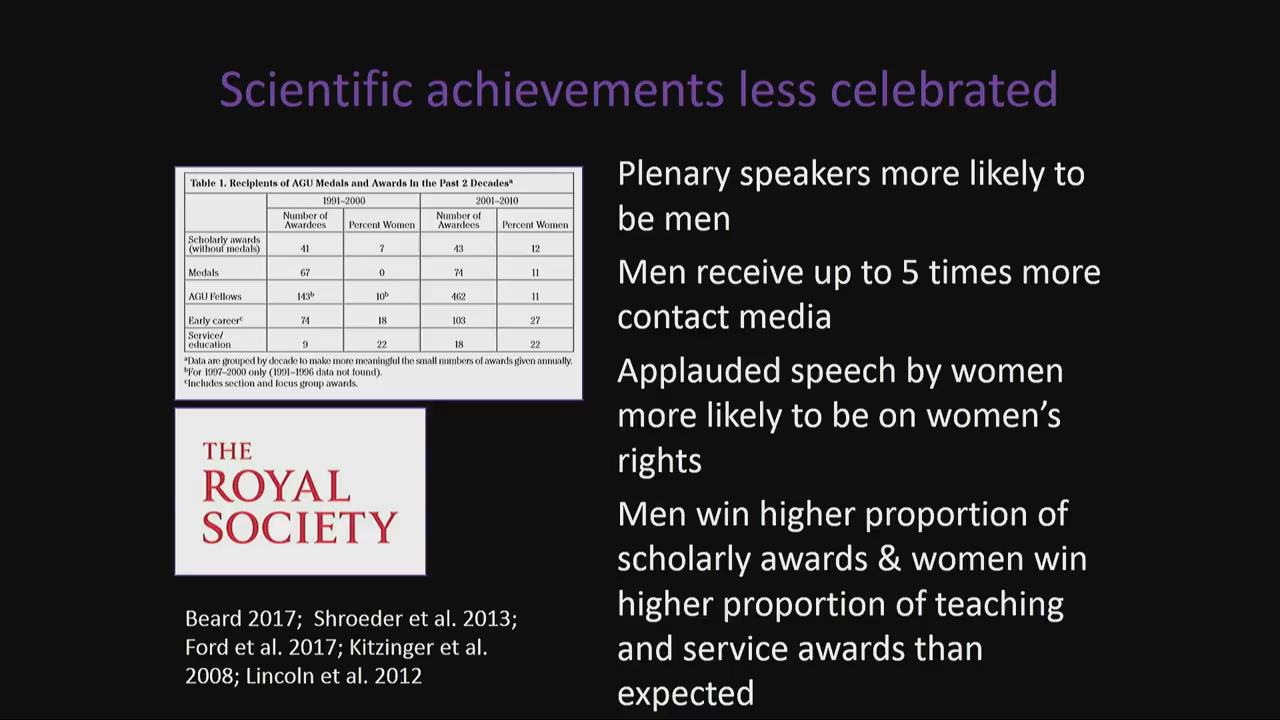 Scientific achievements less celebrated
Table 1. Recipients of AGU Medals and Awards in the Past 2 Decadesᵃ
1991–2000 2001–2010
Number of Awardees Percent Women Number of Awardees Percent Women
Scholarly awards (without medals) 41 7 43 12
Medals 67 0 74 11
AGU Fellows 143ᵇ 10ᵇ 462 11
Early careerᶜ 74 18 103 27
Service/ education 9 22 18 22
ᵃData are grouped by decade to make more meaningful the small numbers of awards given annually.
ᵇFor 1997–2000 only (1991–1996 data not found).
ᶜIncludes section and focus group awards.
THE
ROYAL
SOCIETY
Beard 2017; Shroeder et al. 2013;
Ford et al. 2017; Kitzinger et al.
2008; Lincoln et al. 2012
Plenary speakers more likely to
be men
Men receive up to 5 times more
contact media
Applauded speech by women
more likely to be on women’s
rights
Men win higher proportion of
scholarly awards & women win
higher proportion of teaching
and service awards than
expected